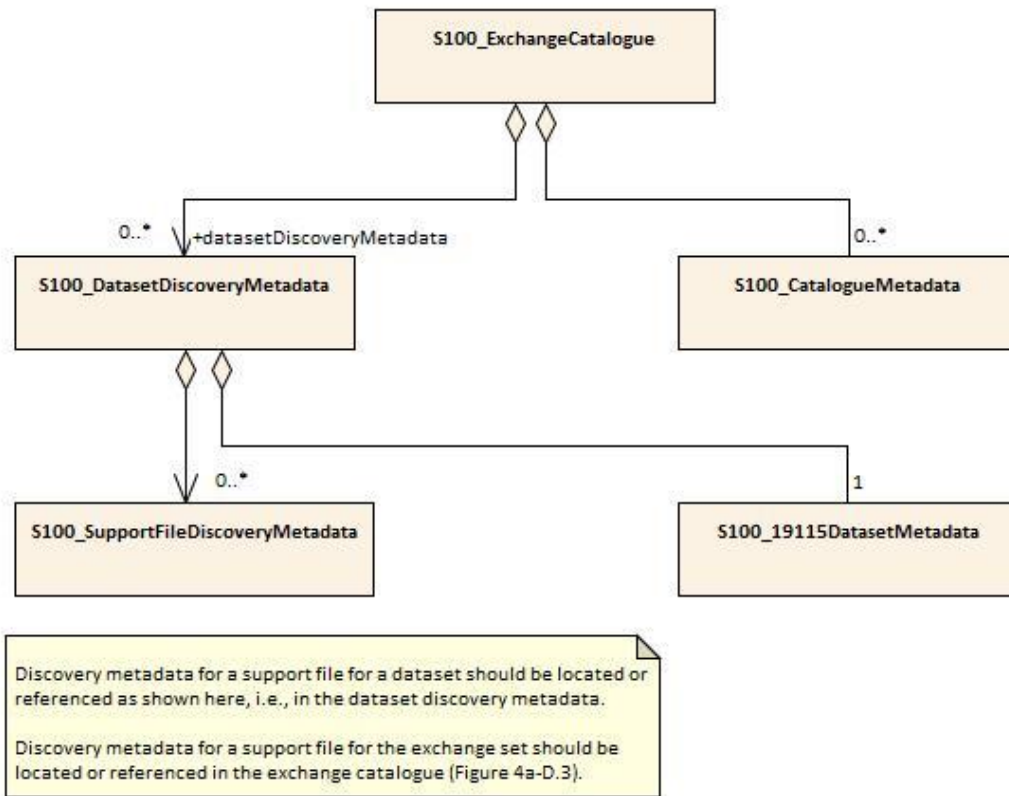 S100_ExchangeCatalogue
0..*
+datasetDiscoveryMetadata
0..*
S100_DatasetDiscoveryMetadata
S100_CatalogueMetadata
0..*
1
S100_SupportFileDiscoveryMetadata
S100_19115DatasetMetadata
Discovery metadata for a support file for a dataset should be located or
referenced as shown here, i.e., in the dataset discovery metadata.
Discovery metadata for a support file for the exchange set should be
located or referenced in the exchange catalogue (Figure 4a-D.3).